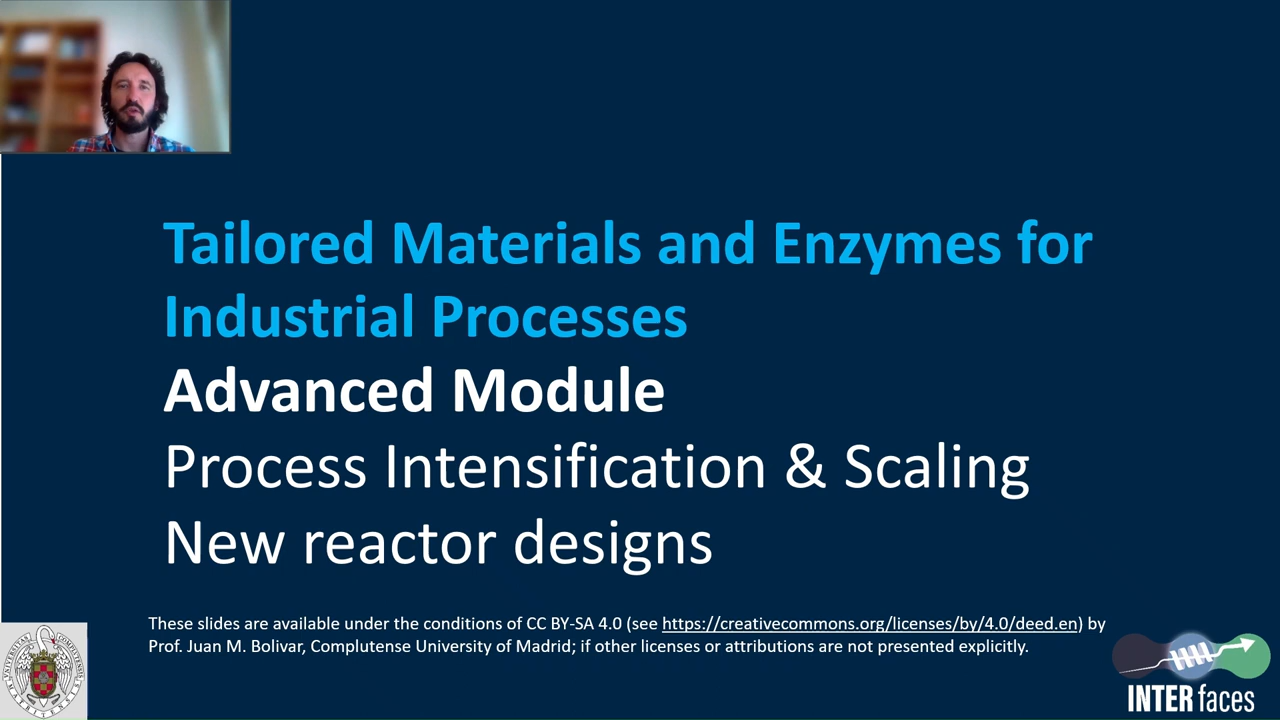 Tailored Materials and Enzymes for
Industrial Processes
Advanced Module
Process Intensification & Scaling
New reactor designs
These slides are available under the conditions of CC BY-SA 4.0 (see https://creativecommons.org/licenses/by/4.0/deed.en) by
Prof. Juan M. Bolivar, Complutense University of Madrid; if other licenses or attributions are not presented explicitly.
INTERfaces